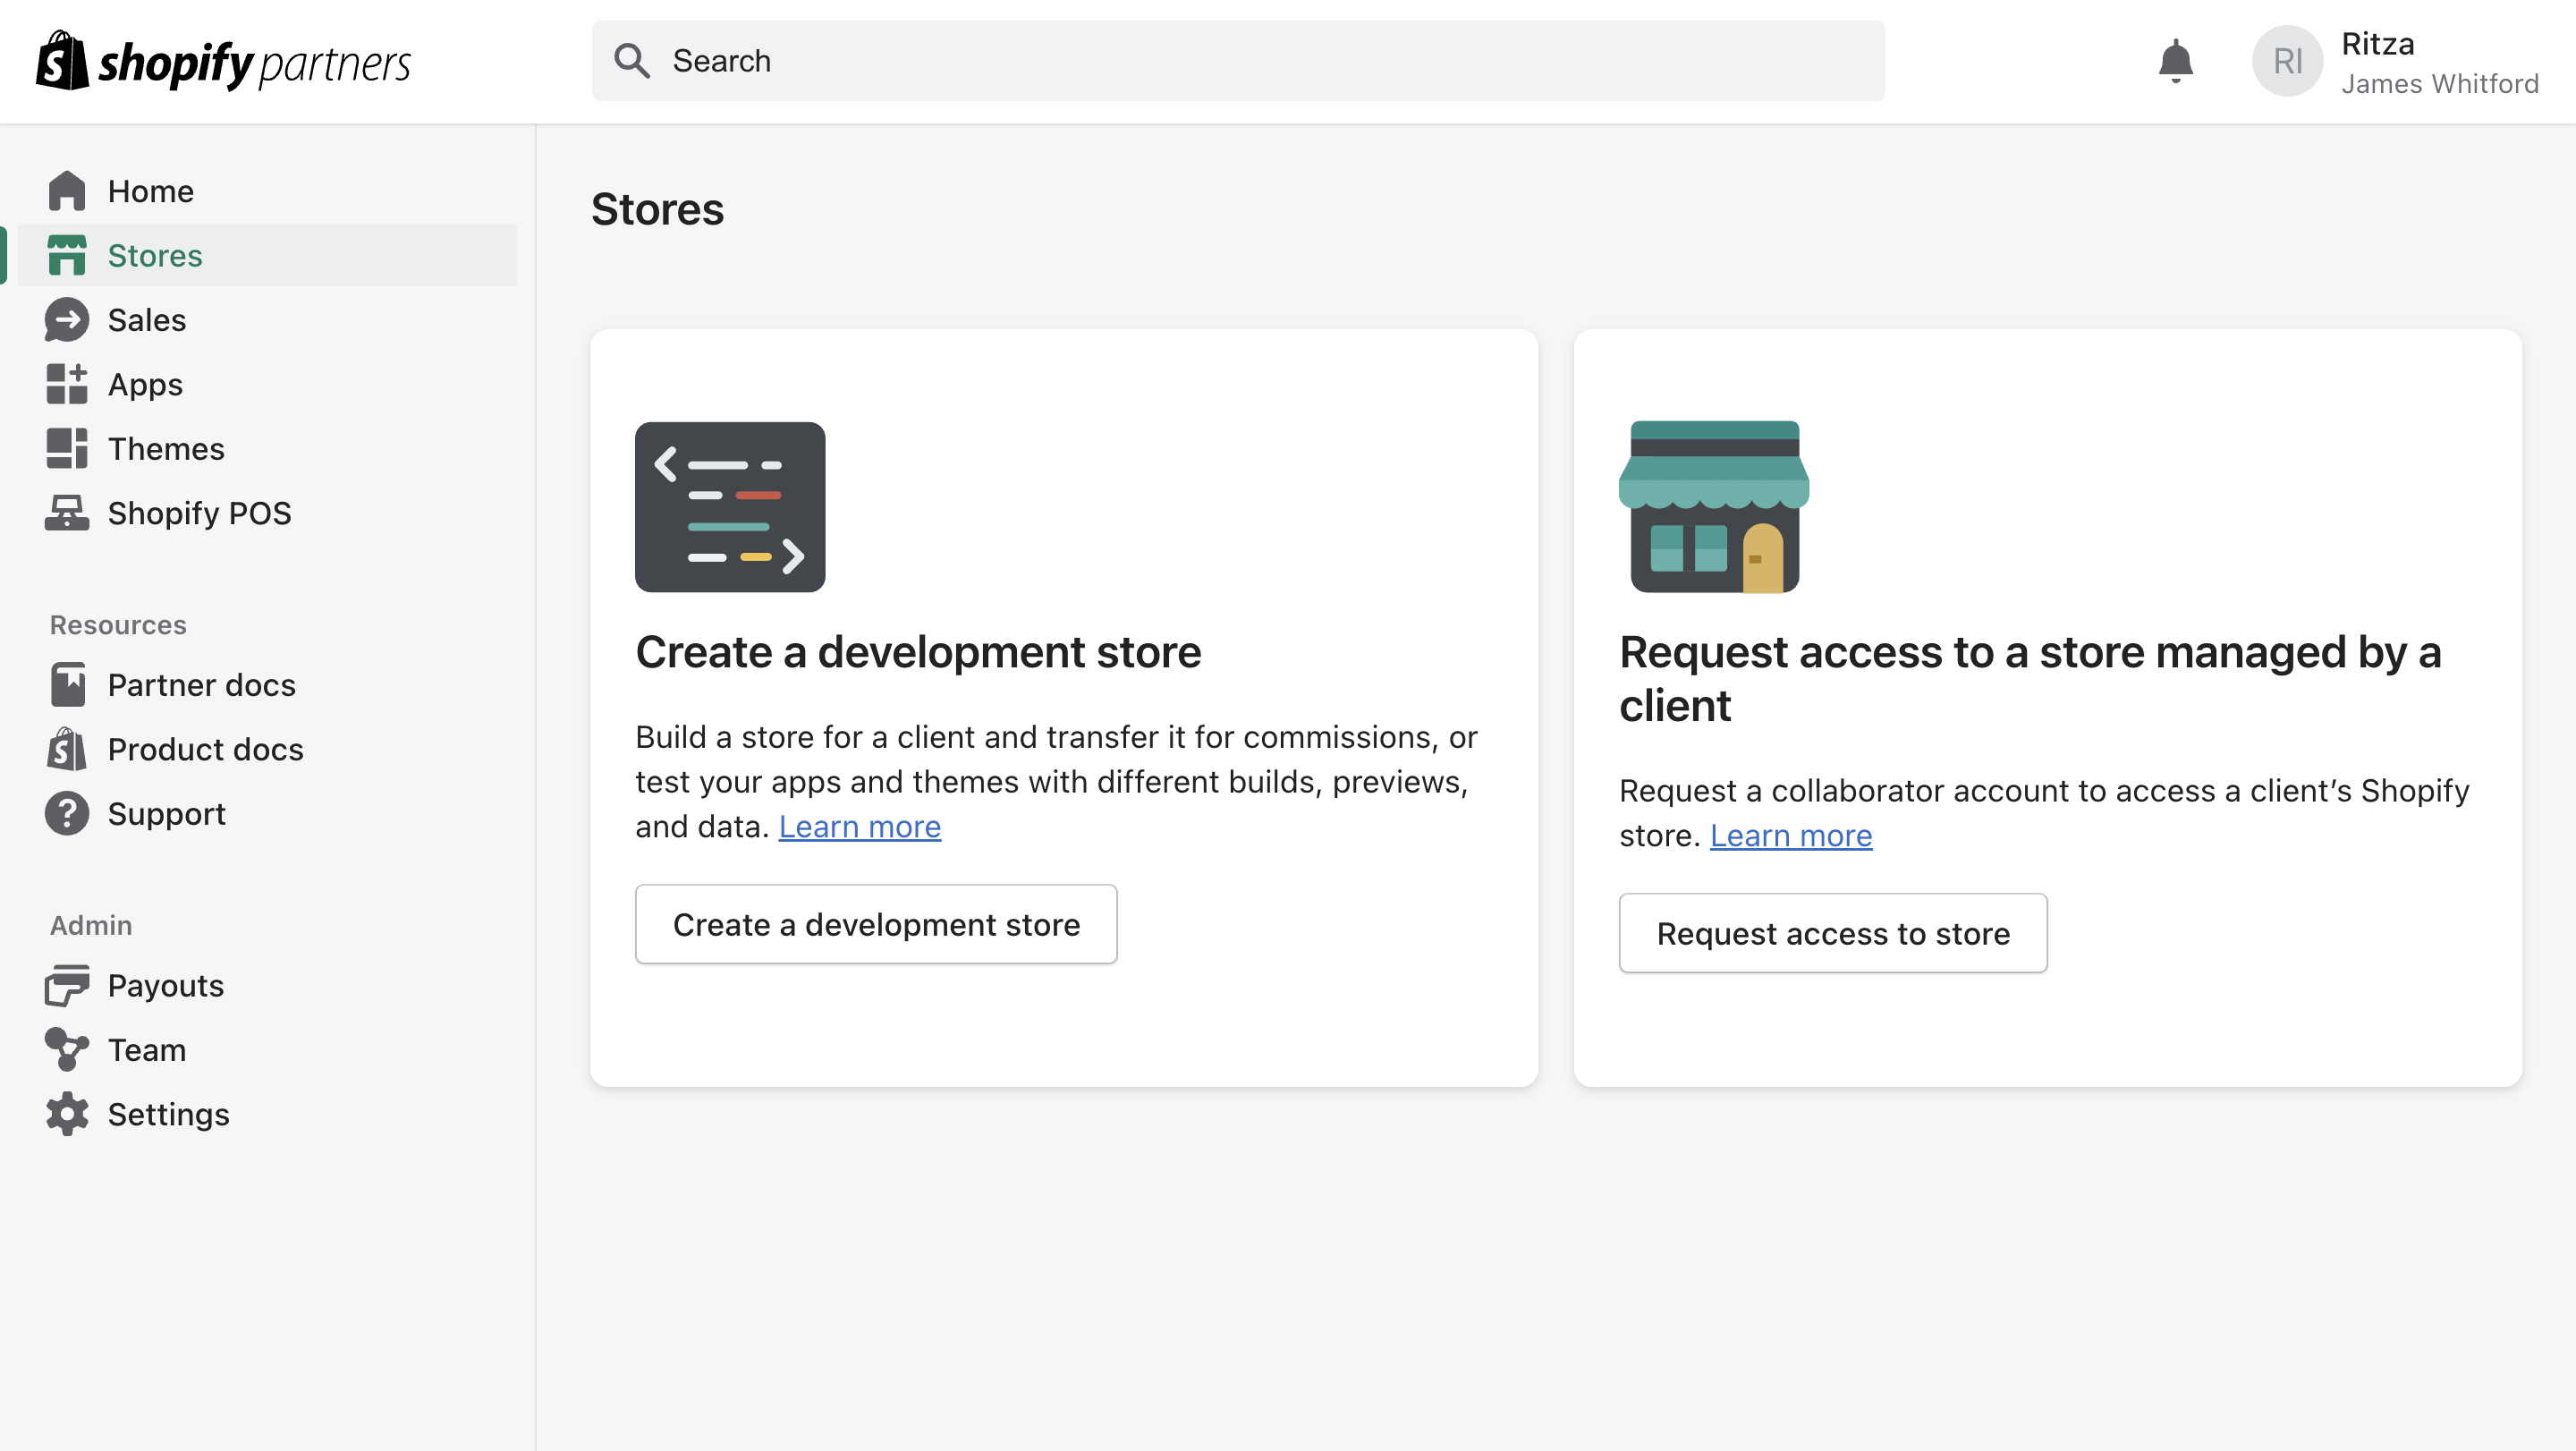 shopify partners
Search
RI
Ritza
James Whitford
Home
Stores
Sales
Apps
Themes
Shopify POS
Resources
Partner docs
Product docs
Support
Admin
Payouts
Team
Settings
Stores
Create a development store
Build a store for a client and transfer it for commissions, or
test your apps and themes with different builds, previews,
and data. Learn more
Create a development store
Request access to a store managed by a
client
Request a collaborator account to access a client’s Shopify
store. Learn more
Request access to store